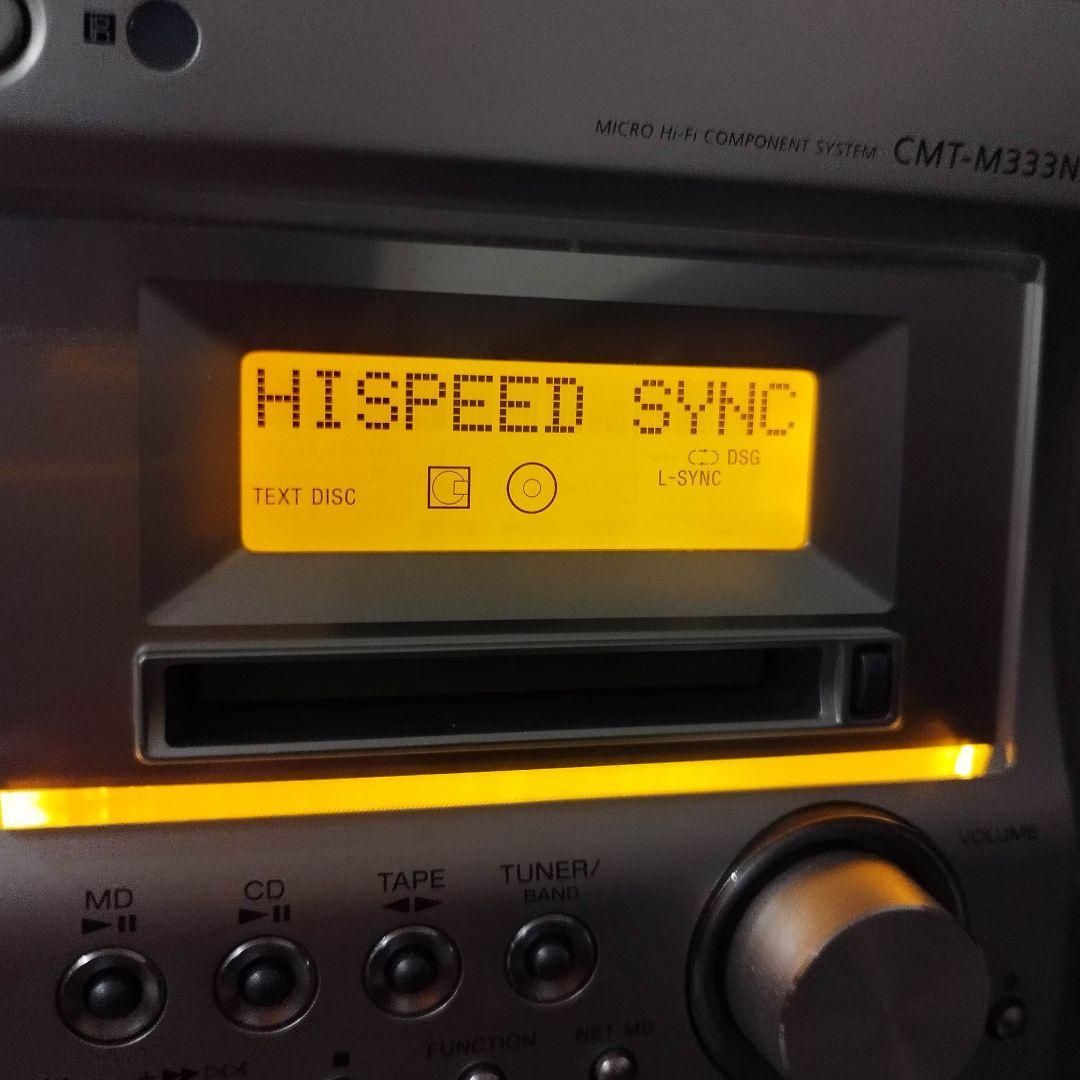 R
MICRO Hi-Fi COMPONENT SYSTEM CMT-M333N
HISPEED SYNC
DSG
L-SYNC
TEXT DISC
VOLUME
MD
CD
TAPE
TUNER/
BAND
FUNCTION
NET MD